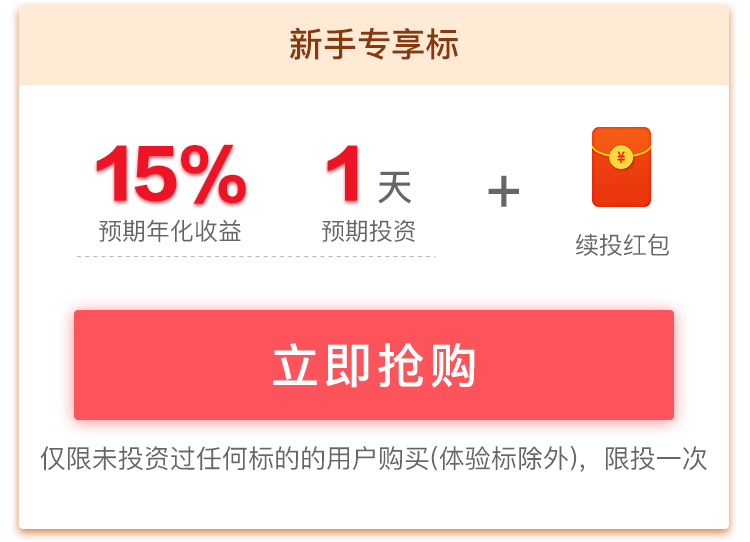 新手专享标
15% 1天 + ¥
预期年化收益 预期投资 续投红包
立即抢购
仅限未投资过任何标的的用户购买(体验标除外)，限投一次